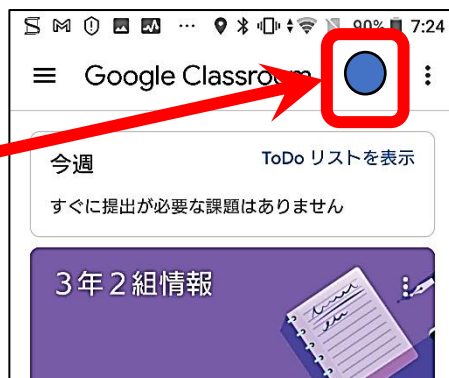 90% 7:24
Google Classroom
今週
ToDo リストを表示
すぐに提出が必要な課題はありません
3年2組情報